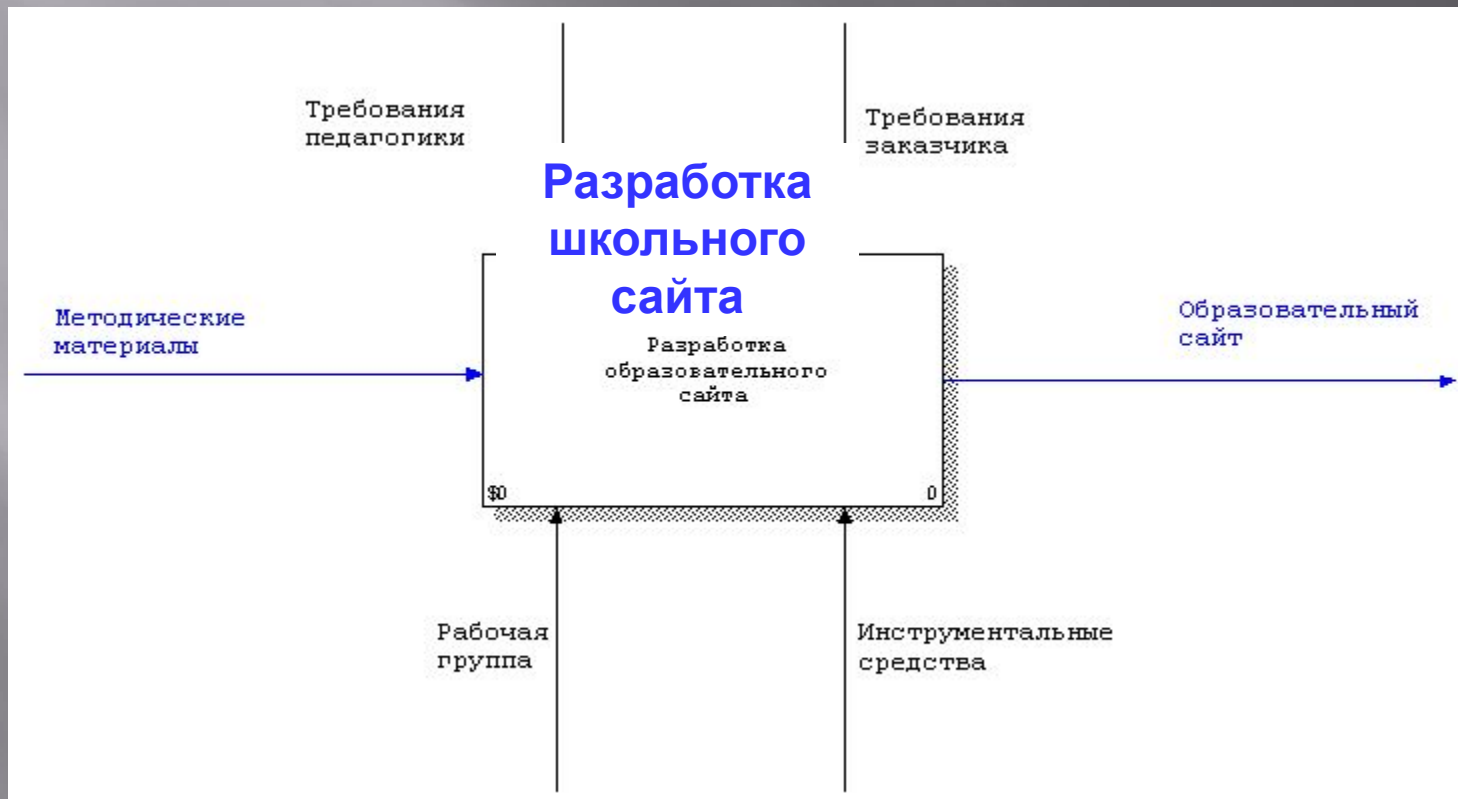 Требования
педагогики
Требования
заказчика
Разработка
школьного
сайта
Методические
материалы
Разработка
образовательного
сайта
Образовательный
сайт
$0
0
Рабочая
группа
Инструментальные
средства